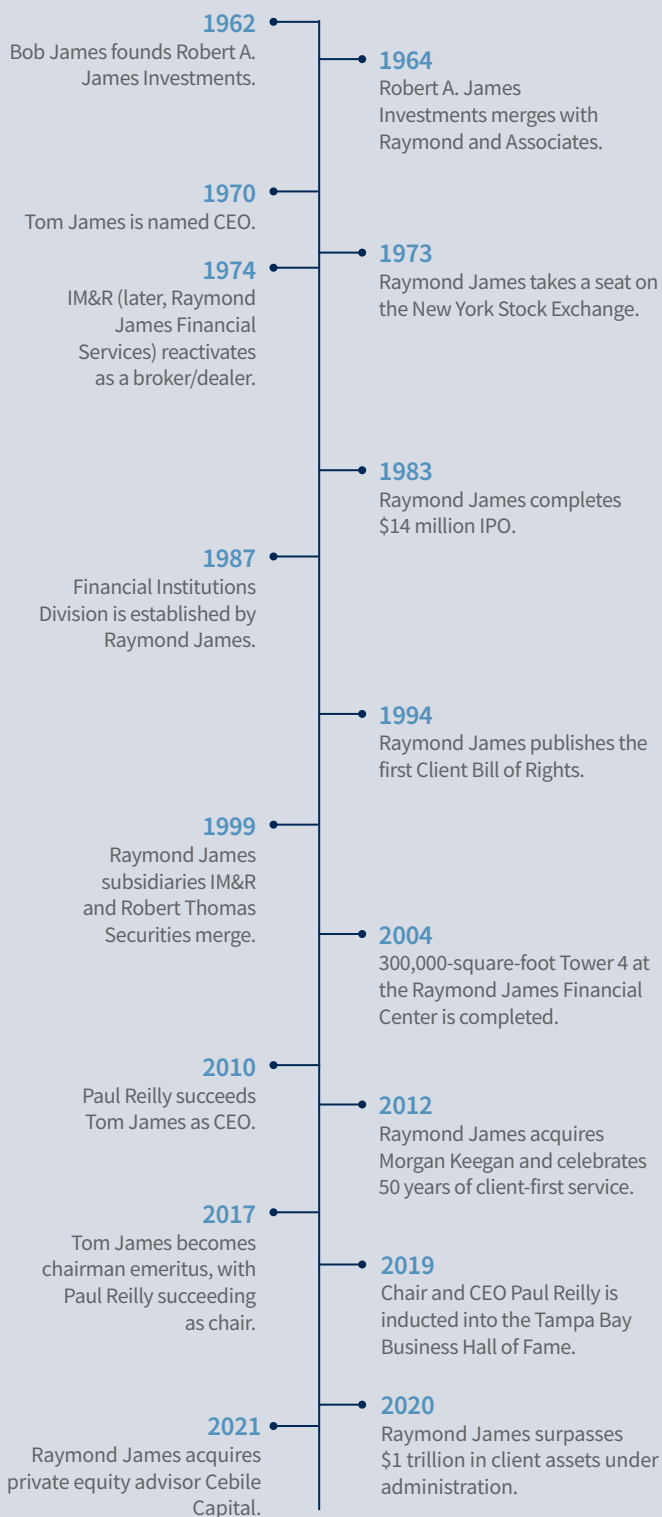 1962
Bob James founds Robert A.
James Investments.
1964
Robert A. James
Investments merges with
Raymond and Associates.
1970
Tom James is named CEO.
1973
Raymond James takes a seat on
the New York Stock Exchange.
1974
IM&R (later, Raymond
James Financial
Services) reactivates
as a broker/dealer.
1983
Raymond James completes
$14 million IPO.
1987
Financial Institutions
Division is established by
Raymond James.
1994
Raymond James publishes the
first Client Bill of Rights.
1999
Raymond James
subsidiaries IM&R
and Robert Thomas
Securities merge.
2004
300,000-square-foot Tower 4 at
the Raymond James Financial
Center is completed.
2010
Paul Reilly succeeds
Tom James as CEO.
2012
Raymond James acquires
Morgan Keegan and celebrates
50 years of client-first service.
2017
Tom James becomes
chairman emeritus, with
Paul Reilly succeeding
as chair.
2019
Chair and CEO Paul Reilly is
inducted into the Tampa Bay
Business Hall of Fame.
2020
Raymond James surpasses
$1 trillion in client assets under
administration.
2021
Raymond James acquires
private equity advisor Cebile
Capital.